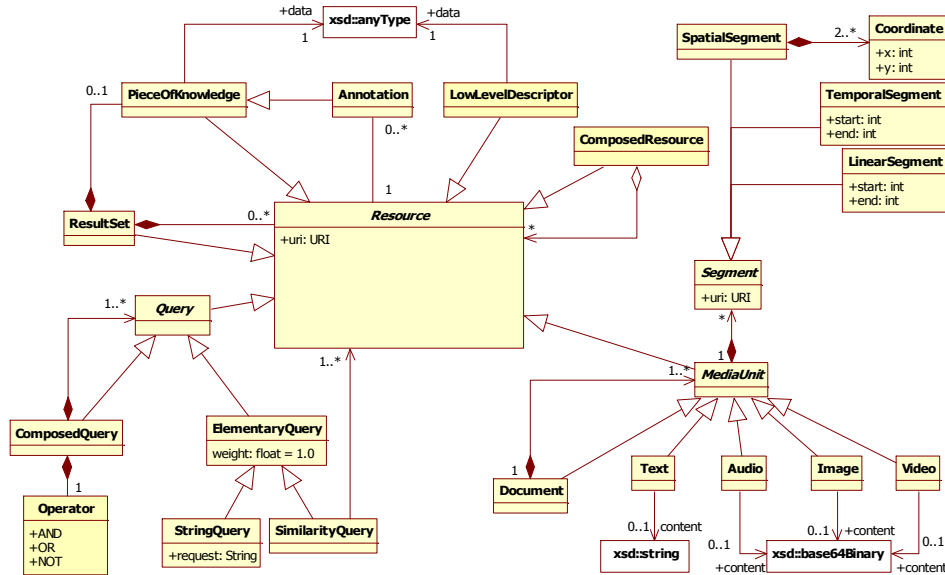 +data
1
xsd::anyType
+data
1
SpatialSegment
2..*
Coordinate
+x: int
+y: int
0..1
PieceOfKnowledge
Annotation
0..*
LowLevelDescriptor
TemporalSegment
+start: int
+end: int
ComposedResource
LinearSegment
+start: int
+end: int
1
Resource
+uri: URI
ResultSet
0..*
*
Segment
+uri: URI
1..*
Query
*
1
1..*
1..*
MediaUnit
ComposedQuery
ElementaryQuery
weight: float = 1.0
1
Operator
+AND
+OR
+NOT
StringQuery
+request: String
SimilarityQuery
1
Document
Text
Audio
Image
Video
0..1
content
xsd:string
0..1
+content
0..1
+content
xsd::base64Binary
0..1
+content